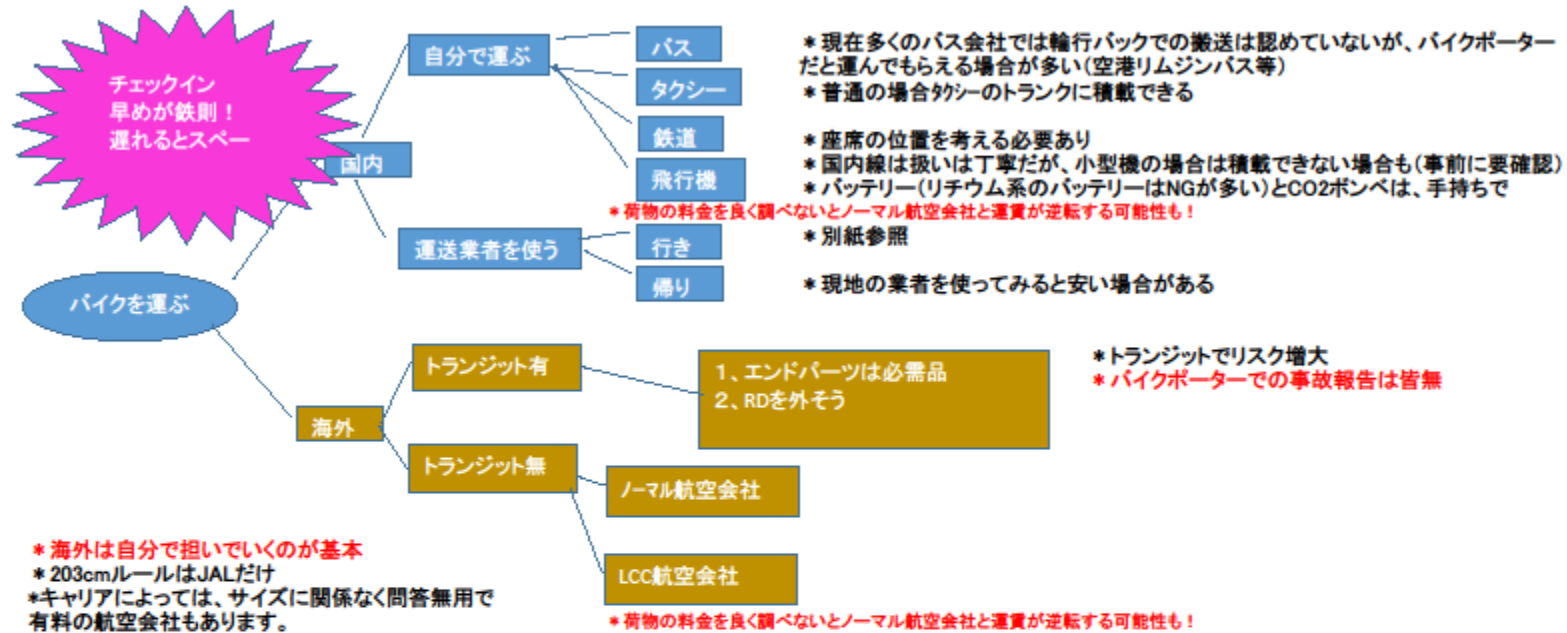 チェックイン
早めが鉄則！
遅れるとスペー
国内
自分で運ぶ
バス
タクシー
鉄道
飛行機
＊現在多くのバス会社では輪行バックでの搬送は認めていないが、バイクポーター
だと運んでもらえる場合が多い（空港リムジンバス等）
＊普通の場合タクシーのトランクに積載できる
＊座席の位置を考える必要あり
＊国内線は扱いは丁寧だが、小型機の場合は積載できない場合も（事前に要確認）
＊バッテリー（リチウム系のバッテリーはNGが多い）とCO2ボンベは、手持ちで
＊荷物の料金を良く調べないとノーマル航空会社と運賃が逆転する可能性も！
運送業者を使う
行き
帰り
＊別紙参照
＊現地の業者を使ってみると安い場合がある
バイクを運ぶ
海外
トランジット有
１、エンドパーツは必需品
２、RDを外そう
＊トランジットでリスク増大
＊バイクポーターでの事故報告は皆無
トランジット無
ノーマル航空会社
LCC航空会社
＊荷物の料金を良く調べないとノーマル航空会社と運賃が逆転する可能性も！
＊海外は自分で担いでいくのが基本
＊203cmルールはJALだけ
*キャリアによっては、サイズに関係なく問答無用で
有料の航空会社もあります。